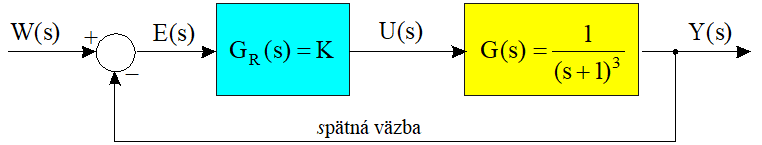 W(s) + − E(s) G_R(s) = K U(s) G(s) = 1/(s+1)^3 Y(s)
spätná väzba